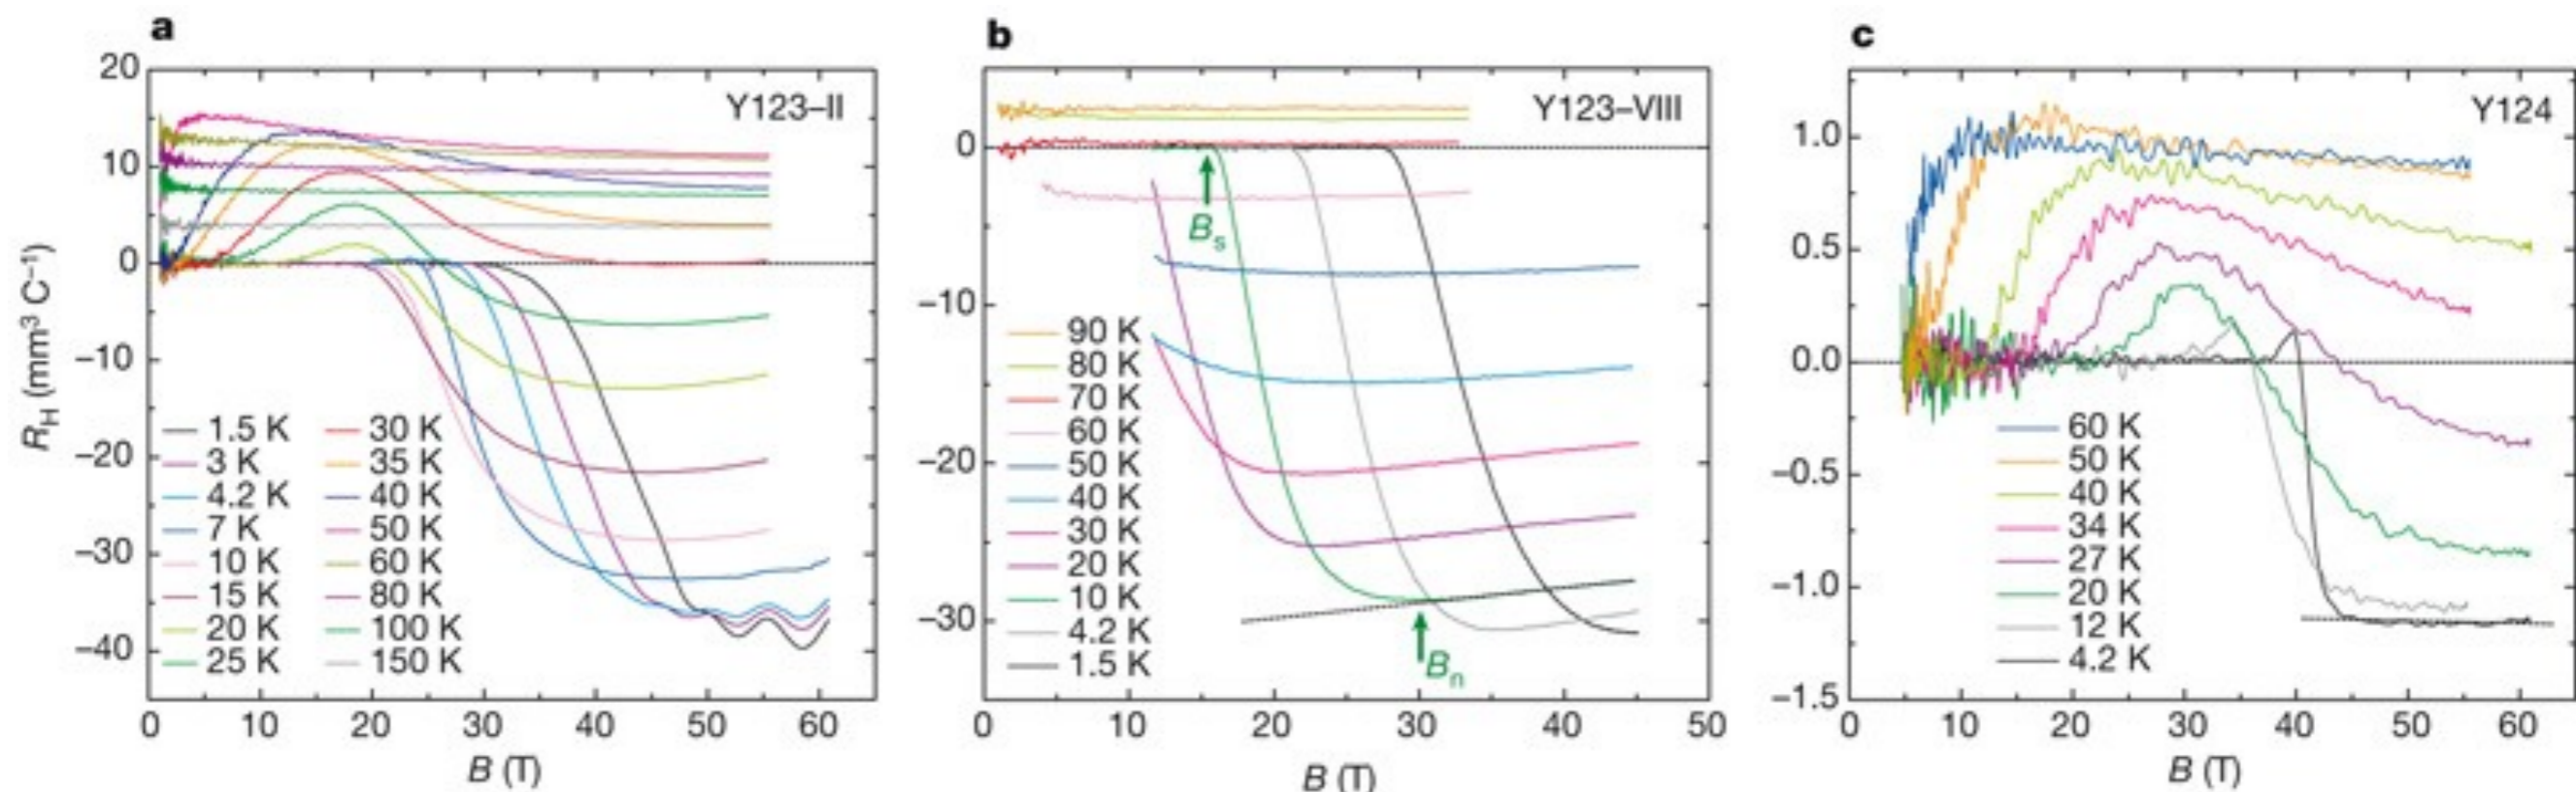 a
Y123–II
20
10
0
−10
−20
−30
−40
R_H (mm³ C⁻¹)
1.5 K
3 K
4.2 K
7 K
10 K
15 K
20 K
25 K
30 K
35 K
40 K
50 K
60 K
80 K
100 K
150 K
0 10 20 30 40 50 60
B (T)
b
Y123–VIII
0
−10
−20
−30
B_s
B_n
90 K
80 K
70 K
60 K
50 K
40 K
30 K
20 K
10 K
4.2 K
1.5 K
0 10 20 30 40 50
B (T)
c
Y124
1.0
0.5
0.0
−0.5
−1.0
−1.5
60 K
50 K
40 K
34 K
27 K
20 K
12 K
4.2 K
0 10 20 30 40 50 60
B (T)